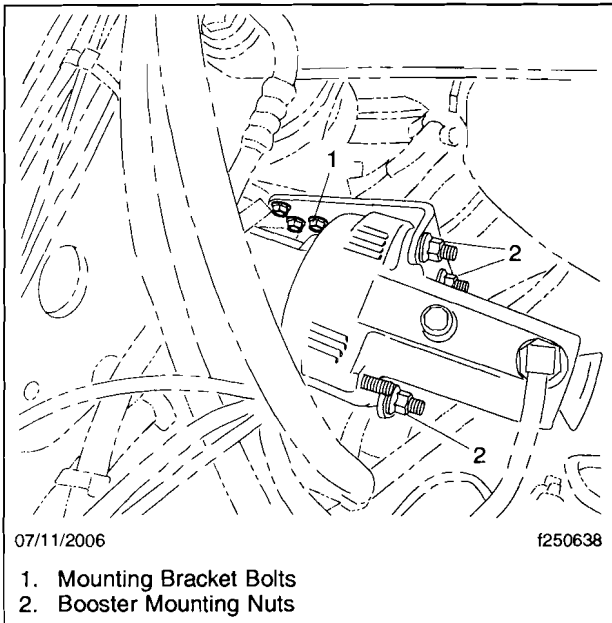 1
2
2
07/11/2006 f250638
1. Mounting Bracket Bolts
2. Booster Mounting Nuts